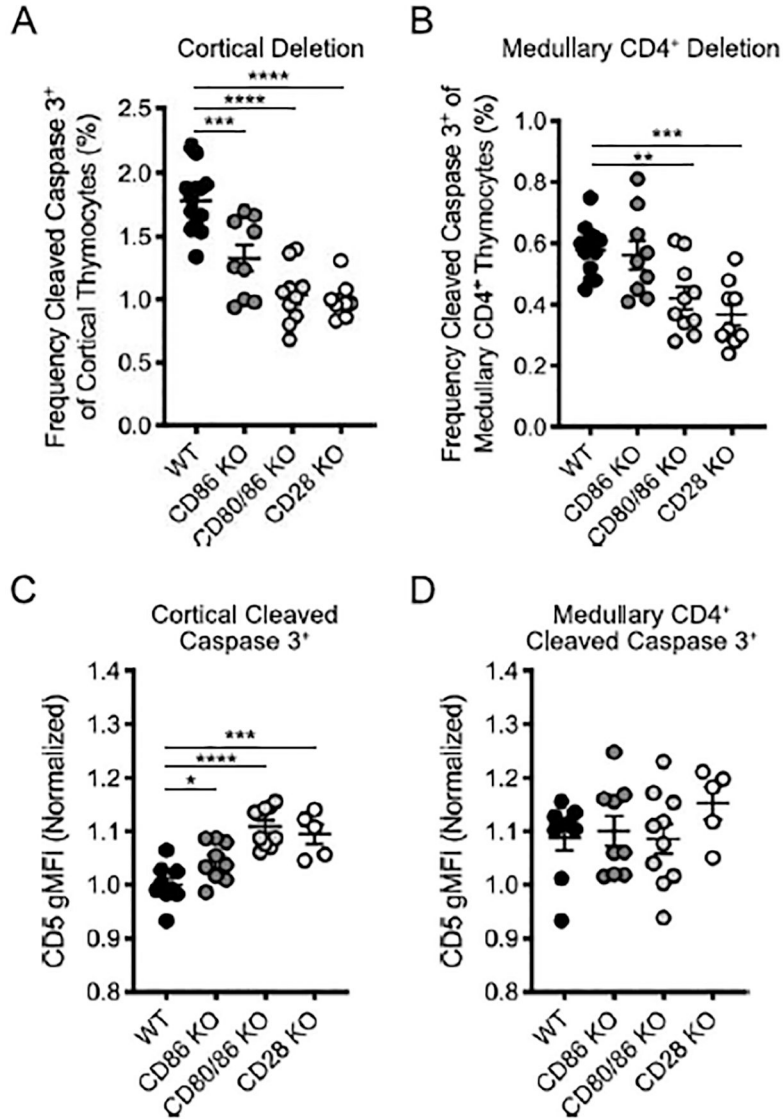 A
Cortical Deletion
Frequency Cleaved Caspase 3⁺
of Cortical Thymocytes (%)
2.5
2.0
1.5
1.0
0.5
0.0
****
****
***
WT
CD86 KO
CD80/86 KO
CD28 KO
B
Medullary CD4⁺ Deletion
Frequency Cleaved Caspase 3⁺ of
Medullary CD4⁺ Thymocytes (%)
1.0
0.8
0.6
0.4
0.2
0.0
***
**
WT
CD86 KO
CD80/86 KO
CD28 KO
C
Cortical Cleaved
Caspase 3⁺
CD5 gMFI (Normalized)
1.4
1.3
1.2
1.1
1.0
0.9
0.8
***
****
*
WT
CD86 KO
CD80/86 KO
CD28 KO
D
Medullary CD4⁺
Cleaved Caspase 3⁺
CD5 gMFI (Normalized)
1.4
1.3
1.2
1.1
1.0
0.9
0.8
WT
CD86 KO
CD80/86 KO
CD28 KO